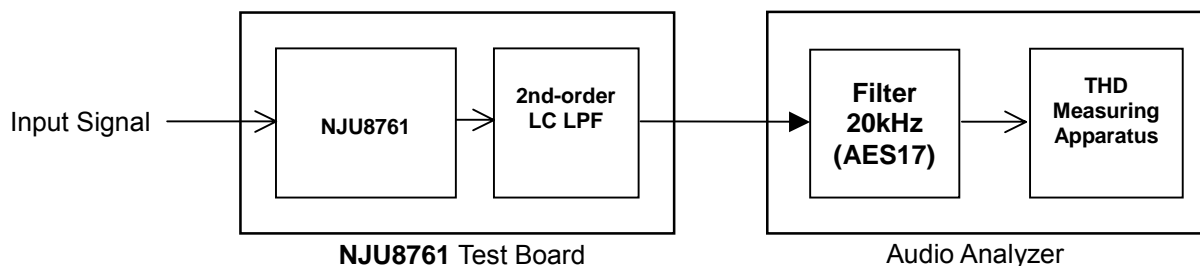 Input Signal
NJU8761
2nd-order
LC LPF
NJU8761 Test Board
Filter
20kHz
(AES17)
THD
Measuring
Apparatus
Audio Analyzer